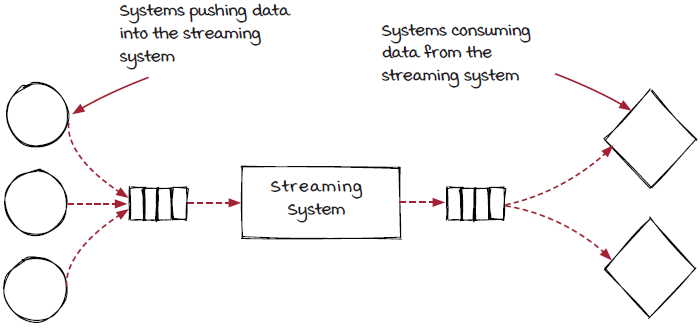 Systems pushing data
into the streaming
system
Systems consuming
data from the
streaming system
Streaming
System